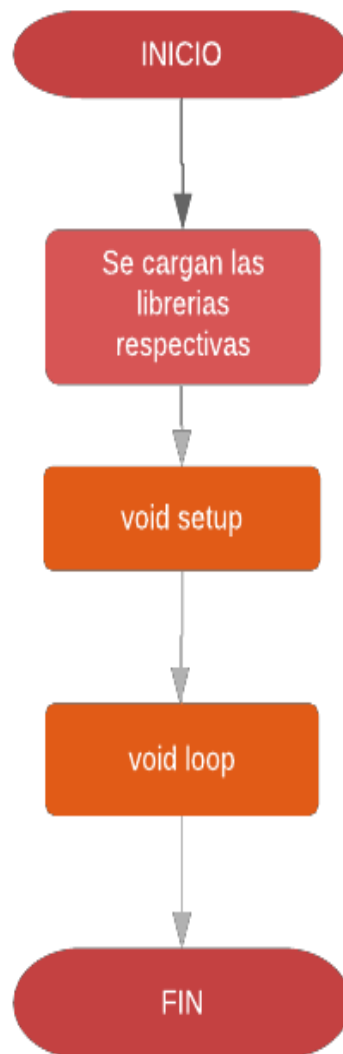 INICIO
Se cargan las
librerias
respectivas
void setup
void loop
FIN